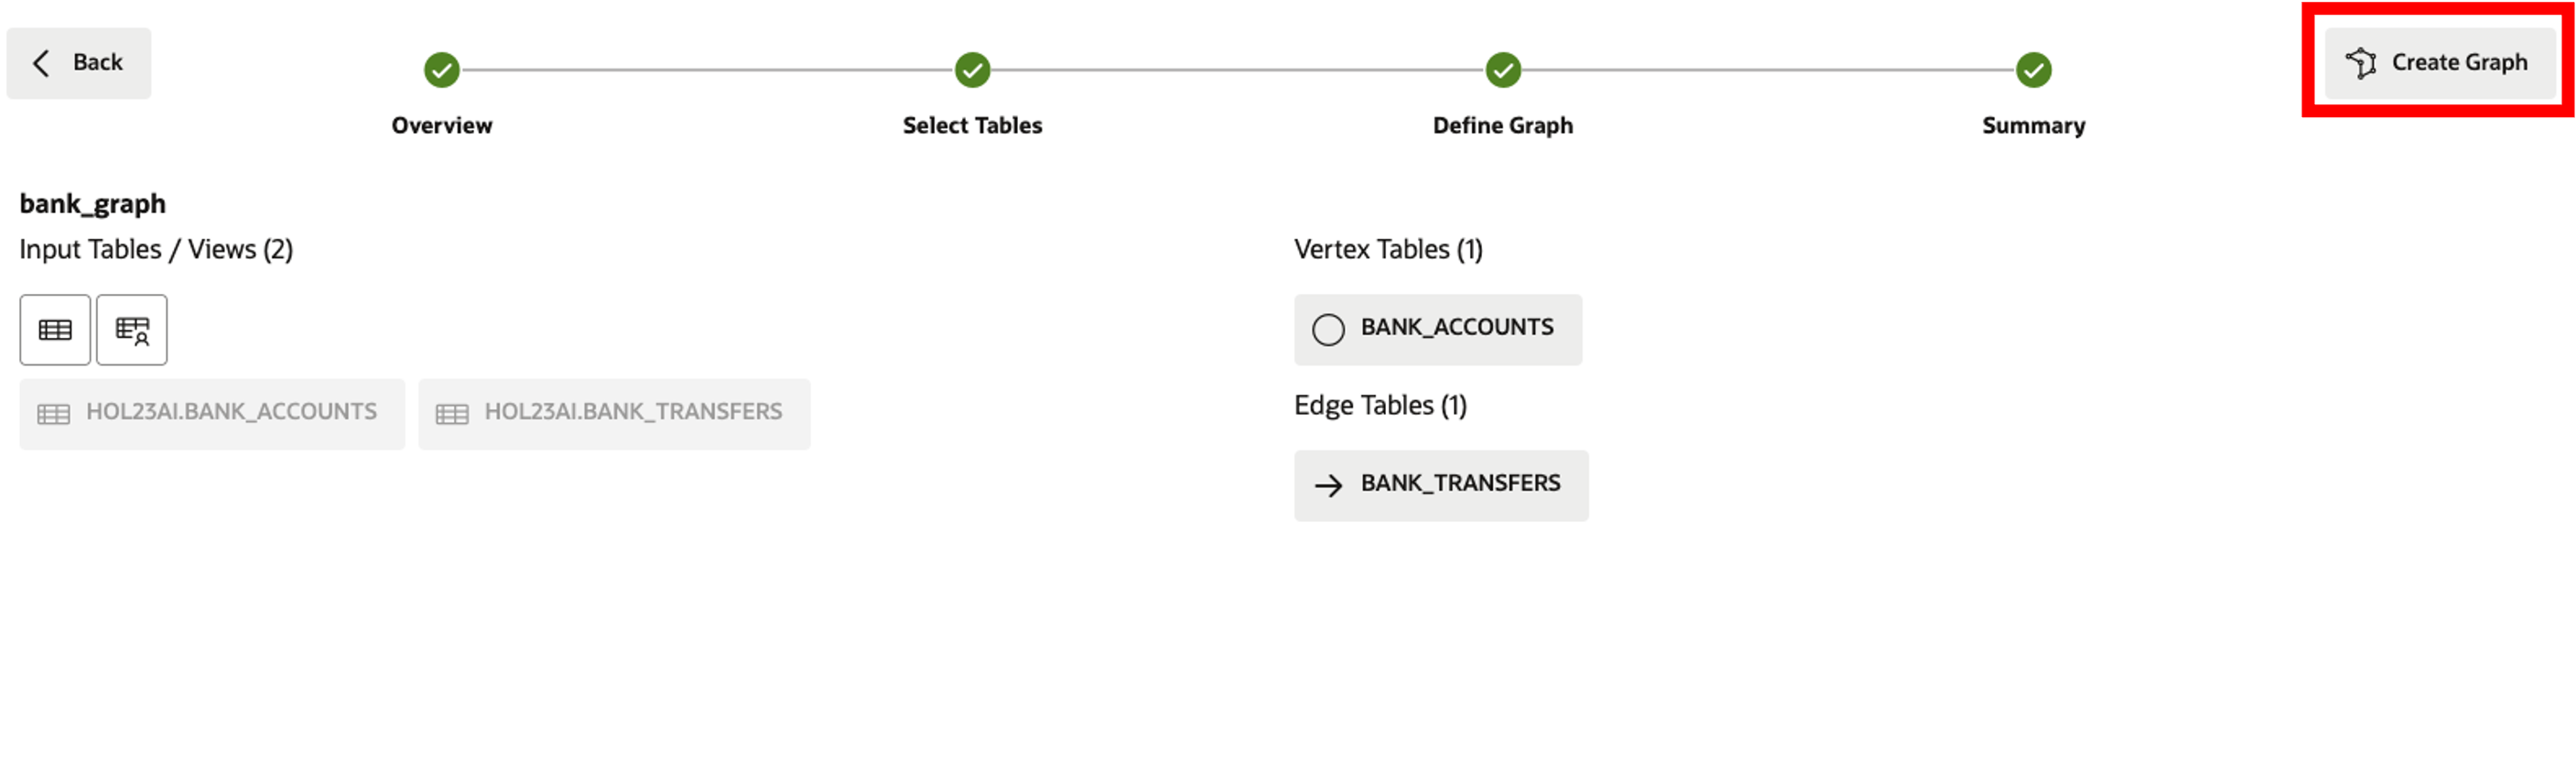 Back
Create Graph
Overview
Select Tables
Define Graph
Summary
bank_graph
Input Tables / Views (2)
HOL23AI.BANK_ACCOUNTS
HOL23AI.BANK_TRANSFERS
Vertex Tables (1)
BANK_ACCOUNTS
Edge Tables (1)
BANK_TRANSFERS